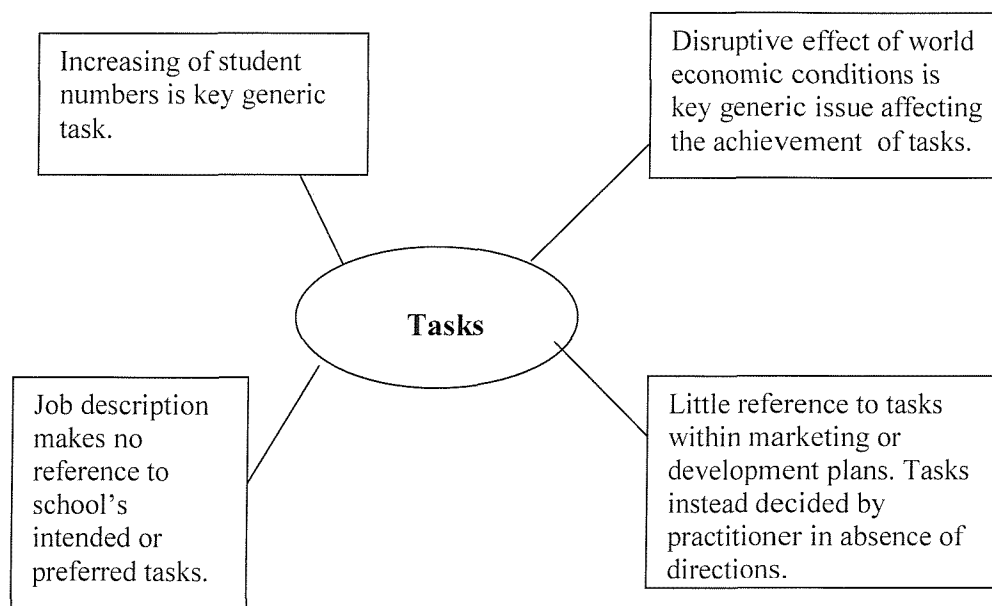 Increasing of student
numbers is key generic
task.
Disruptive effect of world
economic conditions is
key generic issue affecting
the achievement of tasks.
Tasks
Job description
makes no
reference to
school's
intended or
preferred tasks.
Little reference to tasks
within marketing or
development plans. Tasks
instead decided by
practitioner in absence of
directions.